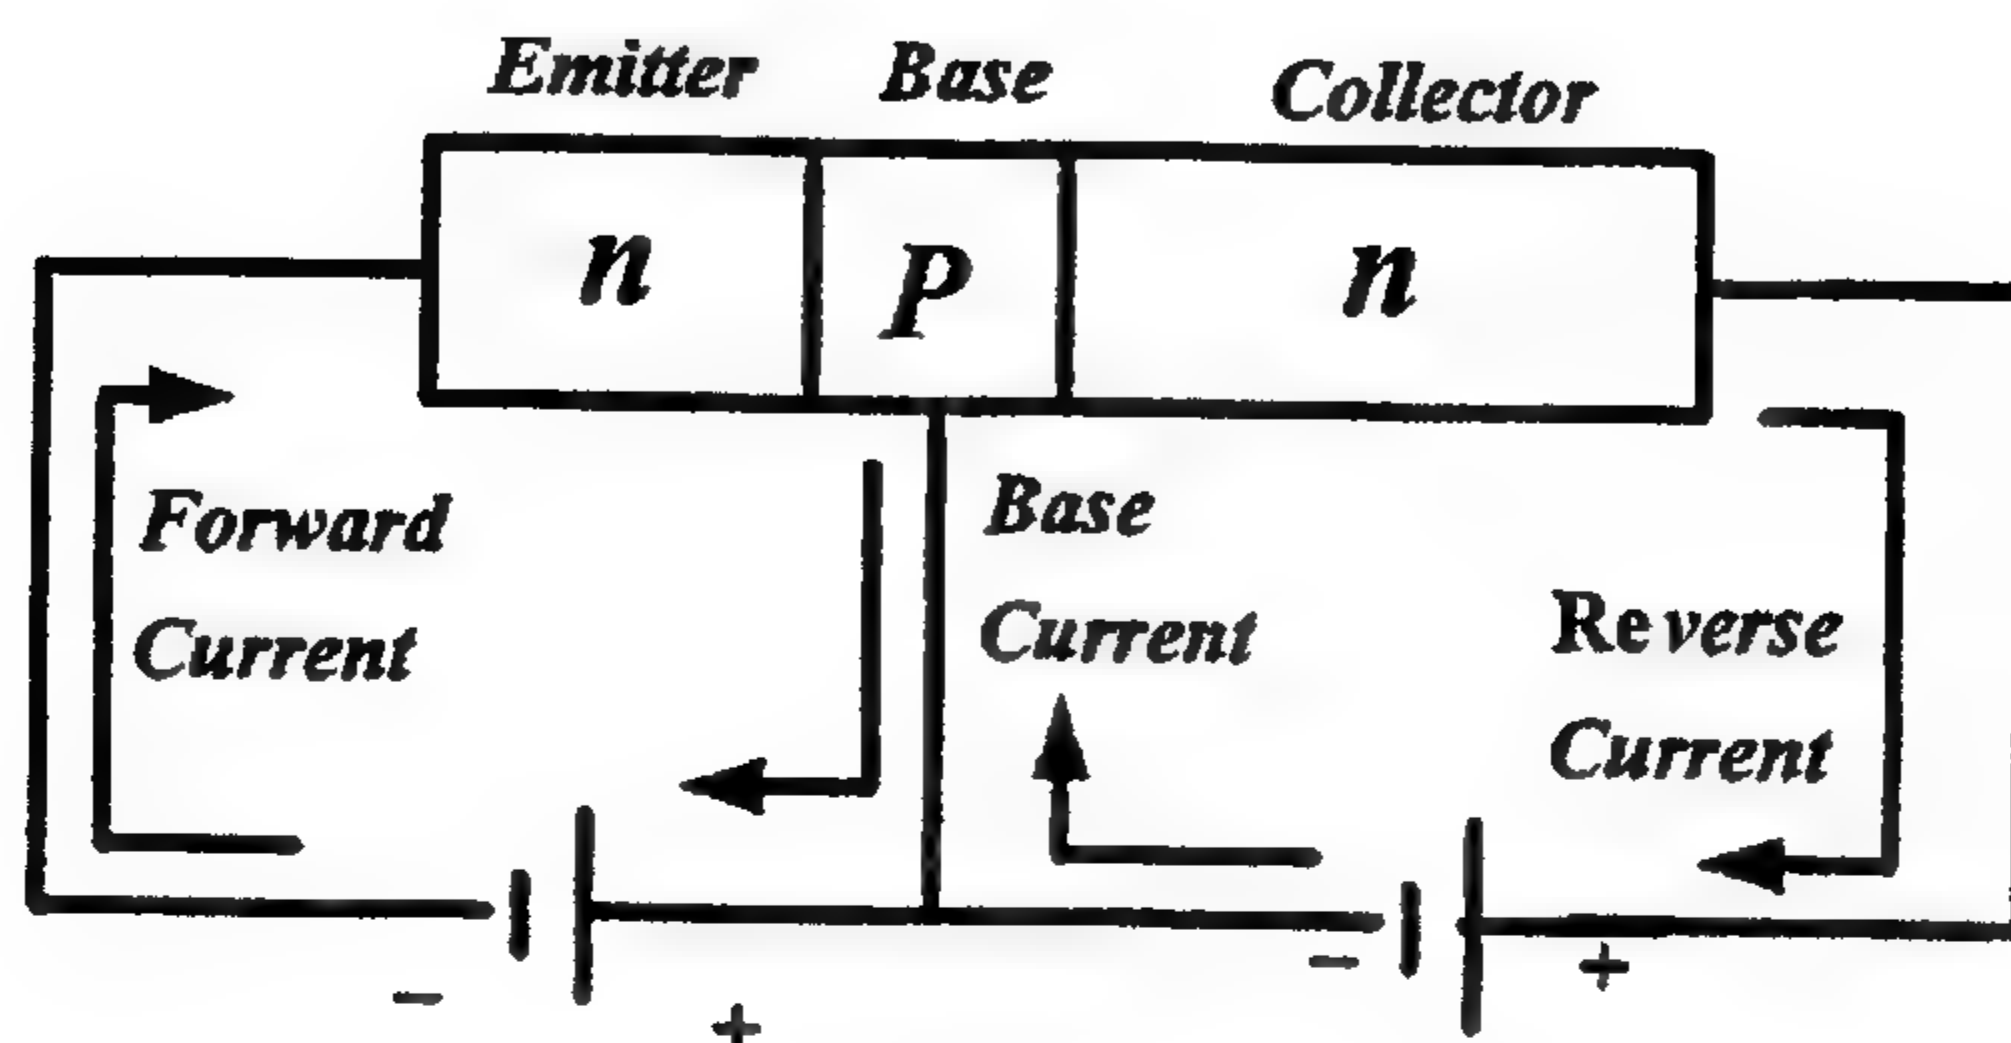 Emitter Base Collector
n P n
Forward
Current
Base
Current
Reverse
Current
- +
- +